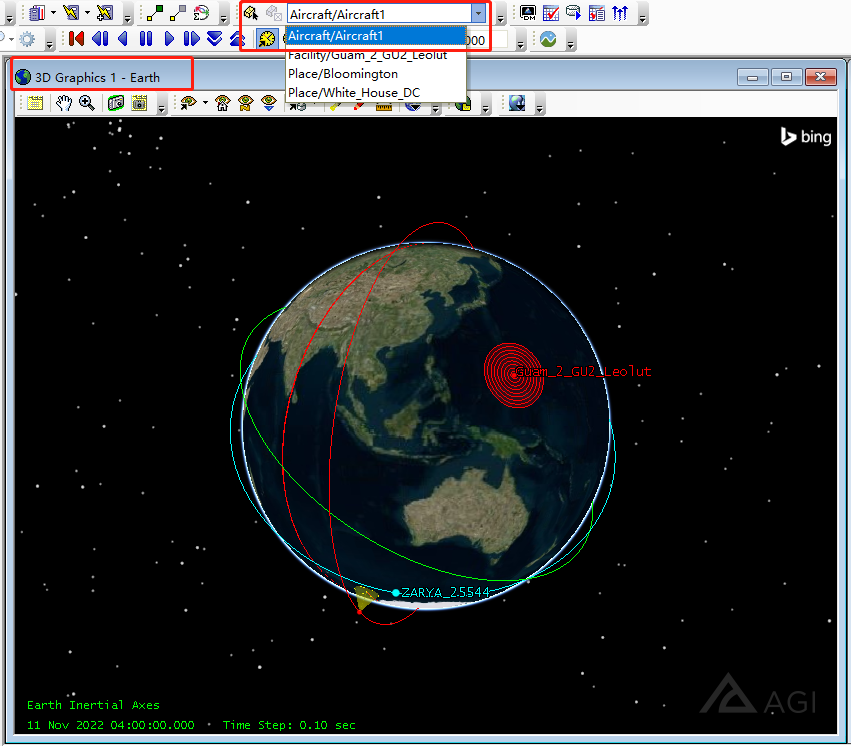 Aircraft/Aircraft1
Aircraft/Aircraft1
000
Facility/Guam_2_GU2_Leolut
Place/Bloomington
Place/White_House_DC
3D Graphics 1 - Earth
bing
Guam_2_GU2_Leolut
ZARYA_25544
AGI
Earth Inertial Axes
11 Nov 2022 04:00:00.000 · Time Step: 0.10 sec